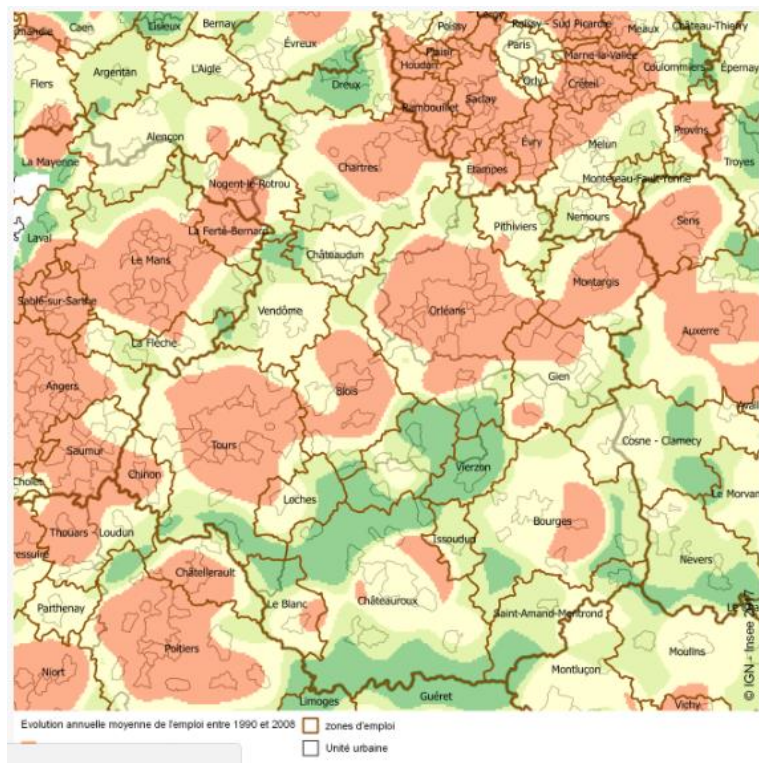 Caen
Lisieux
Bernay
Évreux
Poissy
Roissy - Sud Picardie
Meaux
Château-Thierry
Paris
Plaisir
Houdan
Marne-la-Vallée
Coulommiers
Épernay
Flers
Argentan
L'Aigle
Dreux
Orly
Créteil
Rambouillet
Saclay
Alençon
Évry
Melun
Provins
La Mayenne
Chartres
Étampes
Troyes
Nogent-le-Rotrou
Montereau-Fault-Yonne
Laval
La Ferté-Bernard
Pithiviers
Nemours
Sens
Le Mans
Châteaudun
Sablé-sur-Sarthe
Vendôme
Orléans
Montargis
La Flèche
Auxerre
Angers
Blois
Gien
Tours
Cosne - Clamecy
Saumur
Chinon
Vierzon
Cholet
Loches
Le Morvan
Thouars - Loudun
Bourges
Issoudun
Nevers
Châtellerault
Le Blanc
Châteauroux
Parthenay
Saint-Amand-Montrond
Poitiers
Montluçon
Moulins
Niort
Limoges
Guéret
Vichy
© IGN - Insee 2017
Evolution annuelle moyenne de l'emploi entre 1990 et 2008
zones d'emploi
Unité urbaine